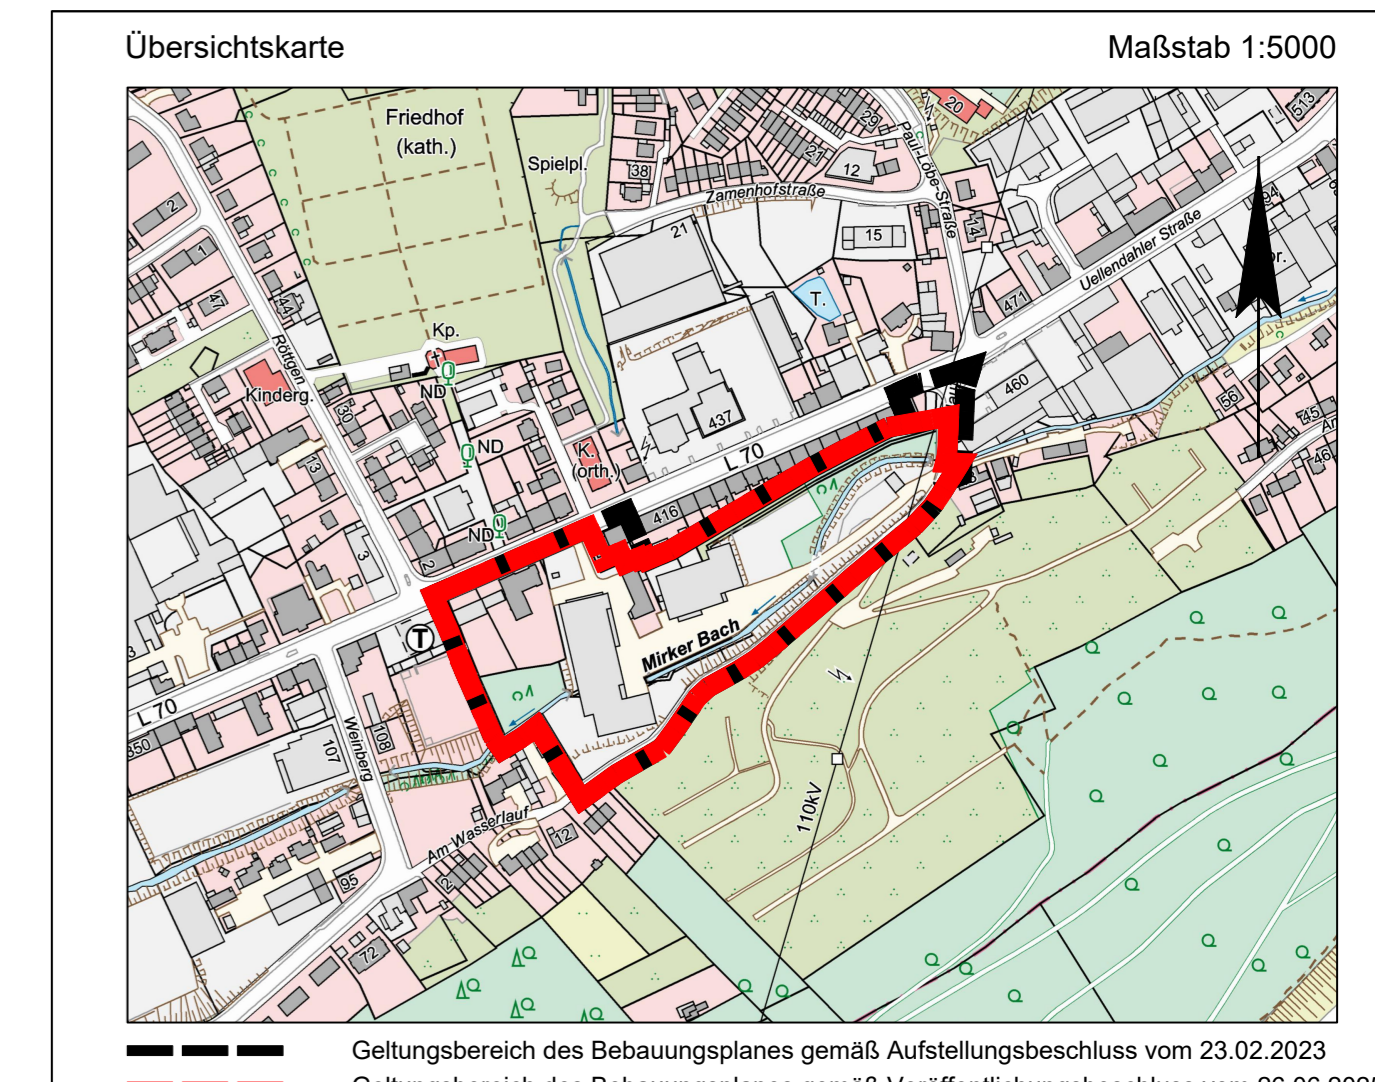 Übersichtskarte
Maßstab 1:5000
Friedhof
(kath.)
Spielpl.
38
29
21
12
20
513
Zamenhofstraße
Paul-Löbe-Straße
2
1
47
44
21
15
14
94
T.
471
Uellendahler Straße
Kp.
Röttgen
Kinderg.
ND
30
ND
437
460
56
45
46
13
K.
(orth.)
L 70
416
ND
3
2
T
Mirker Bach
L 70
350
Weinberg
108
107
110kV
Am-Wasserlauf
12
2
95
72
Geltungsbereich des Bebauungsplanes gemäß Aufstellungsbeschluss vom 23.02.2023